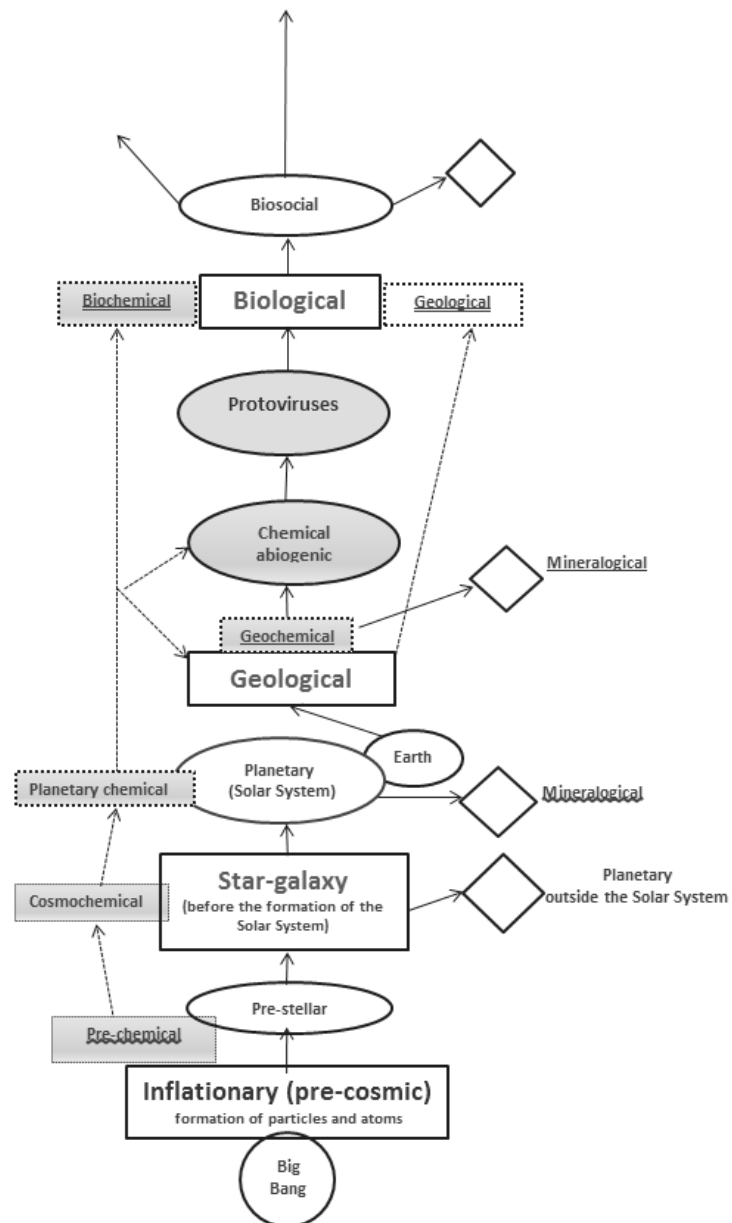 Biosocial
Biochemical
Biological
Geological
Protoviruses
Chemical
abiogenic
Mineralogical
Geochemical
Geological
Earth
Planetary
(Solar System)
Planetary chemical
Mineralogical
Star-galaxy
(before the formation of the
Solar System)
Planetary
outside the Solar System
Cosmochemical
Pre-stellar
Pre-chemical
Inflationary (pre-cosmic)
formation of particles and atoms
Big
Bang